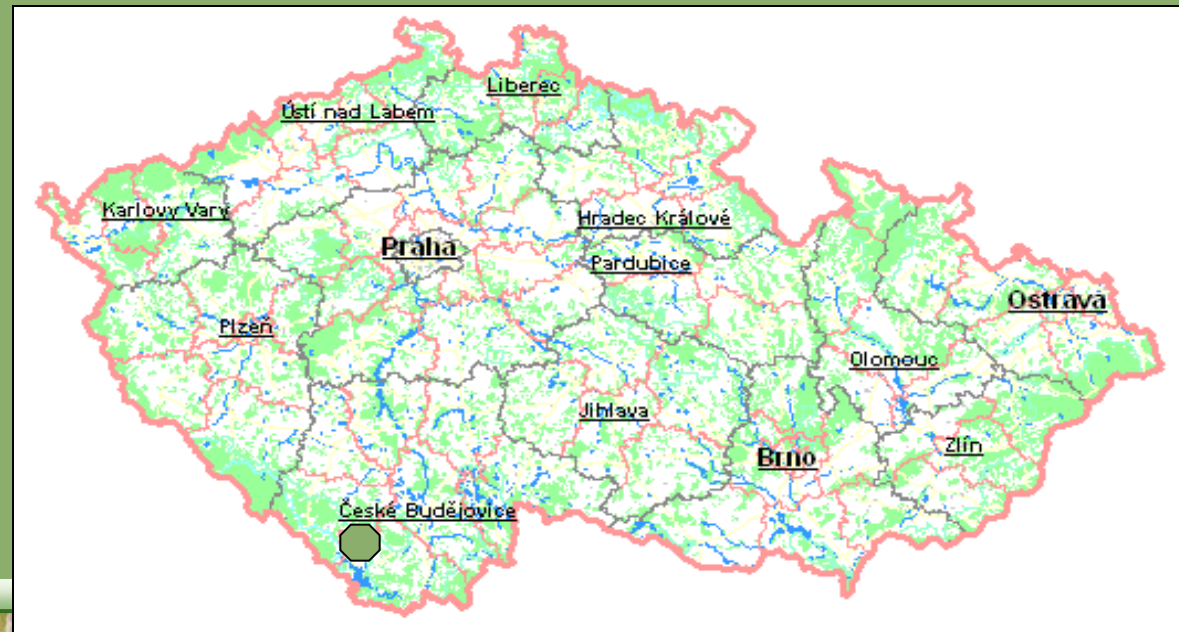 Liberec
Ústí nad Labem
Karlovy Vary
Hradec Králové
Praha
Pardubice
Ostrava
Plzeň
Olomouc
Jihlava
Zlín
Brno
České Budějovice